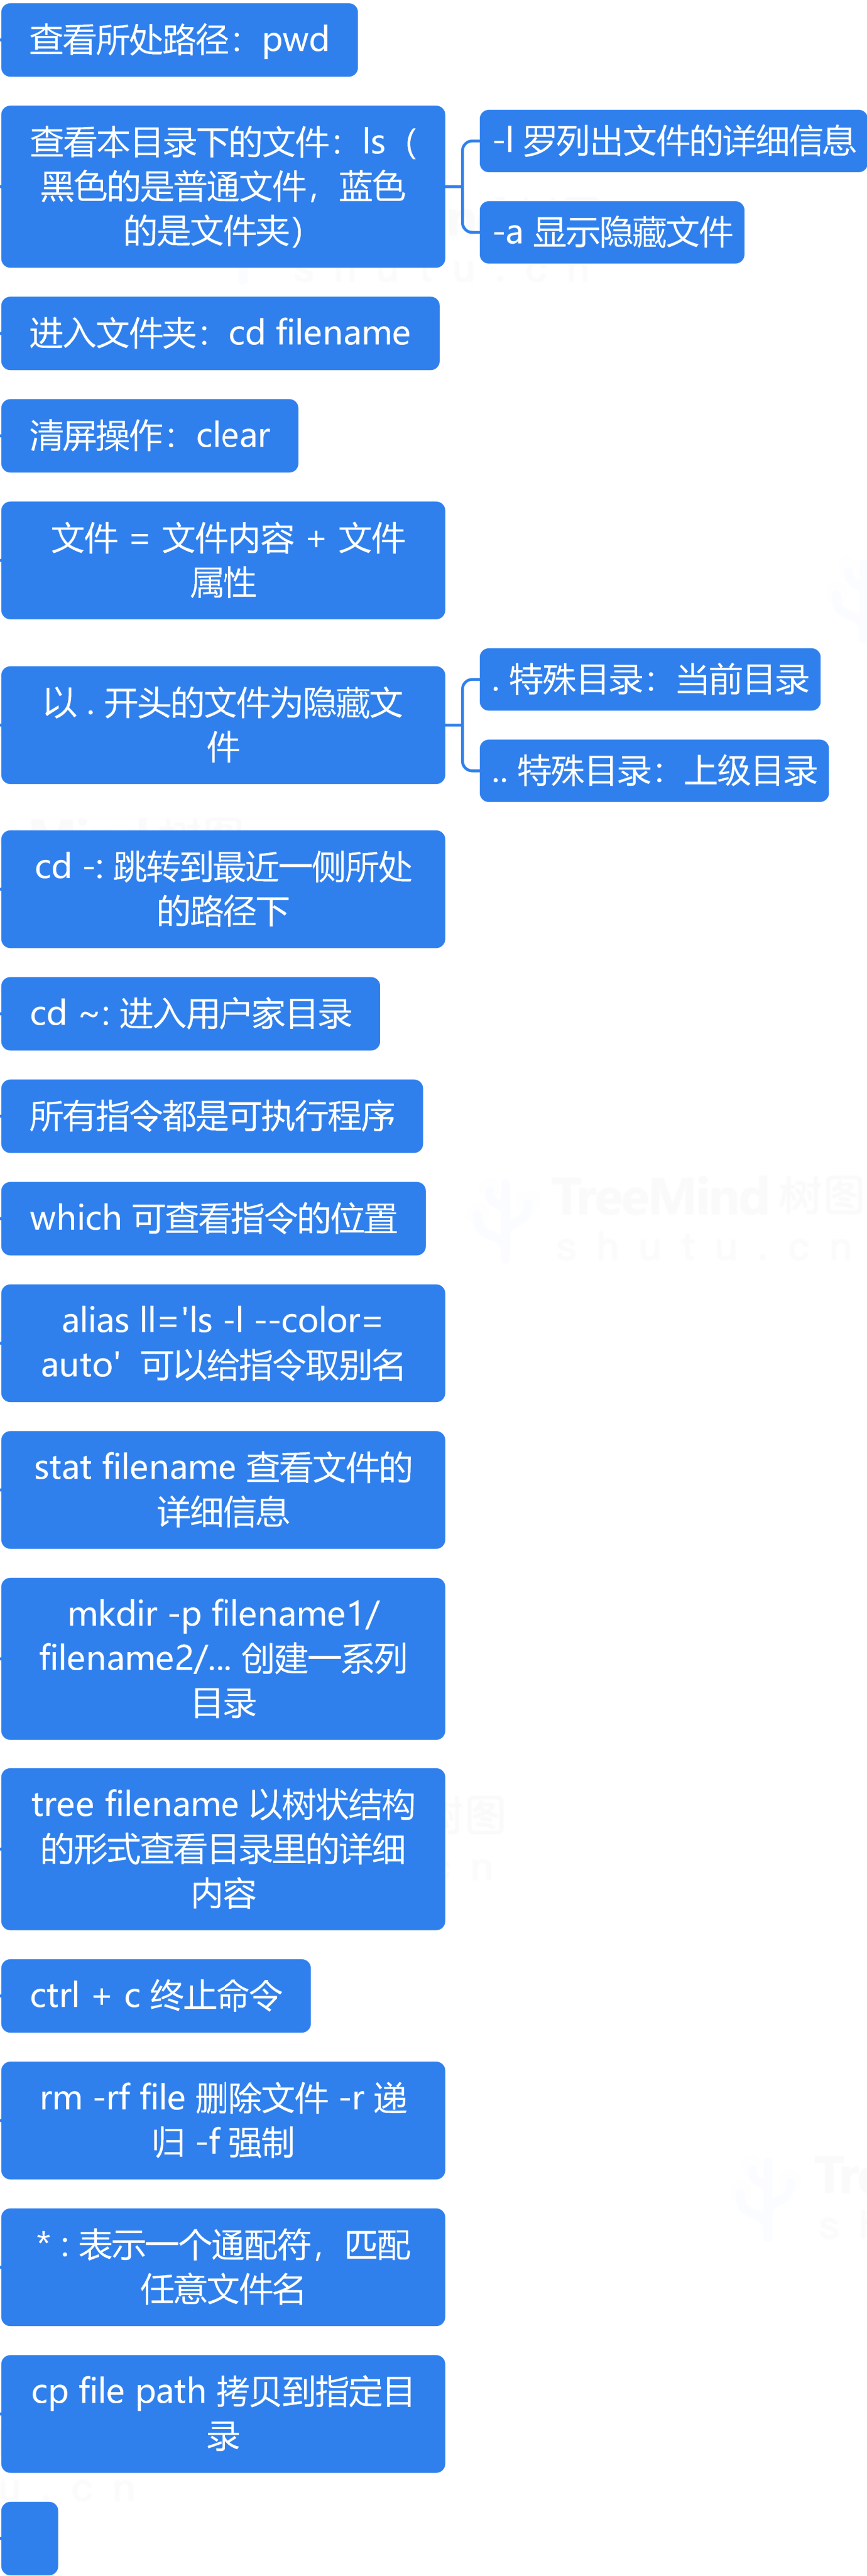 查看所处路径：pwd
查看本目录下的文件：ls（
黑色的是普通文件，蓝色
的是文件夹）
-l 罗列出文件的详细信息
-a 显示隐藏文件
进入文件夹：cd filename
清屏操作：clear
文件 = 文件内容 + 文件
属性
以 . 开头的文件为隐藏文
件
. 特殊目录：当前目录
.. 特殊目录：上级目录
cd -: 跳转到最近一侧所处
的路径下
cd ~: 进入用户家目录
所有指令都是可执行程序
which 可查看指令的位置
TreeMind 树图
shutu.cn
alias ll='ls -l --color=
auto' 可以给指令取别名
stat filename 查看文件的
详细信息
mkdir -p filename1/
filename2/... 创建一系列
目录
tree filename 以树状结构
的形式查看目录里的详细
内容
ctrl + c 终止命令
rm -rf file 删除文件 -r 递
归 -f 强制
* : 表示一个通配符，匹配
任意文件名
cp file path 拷贝到指定目
录